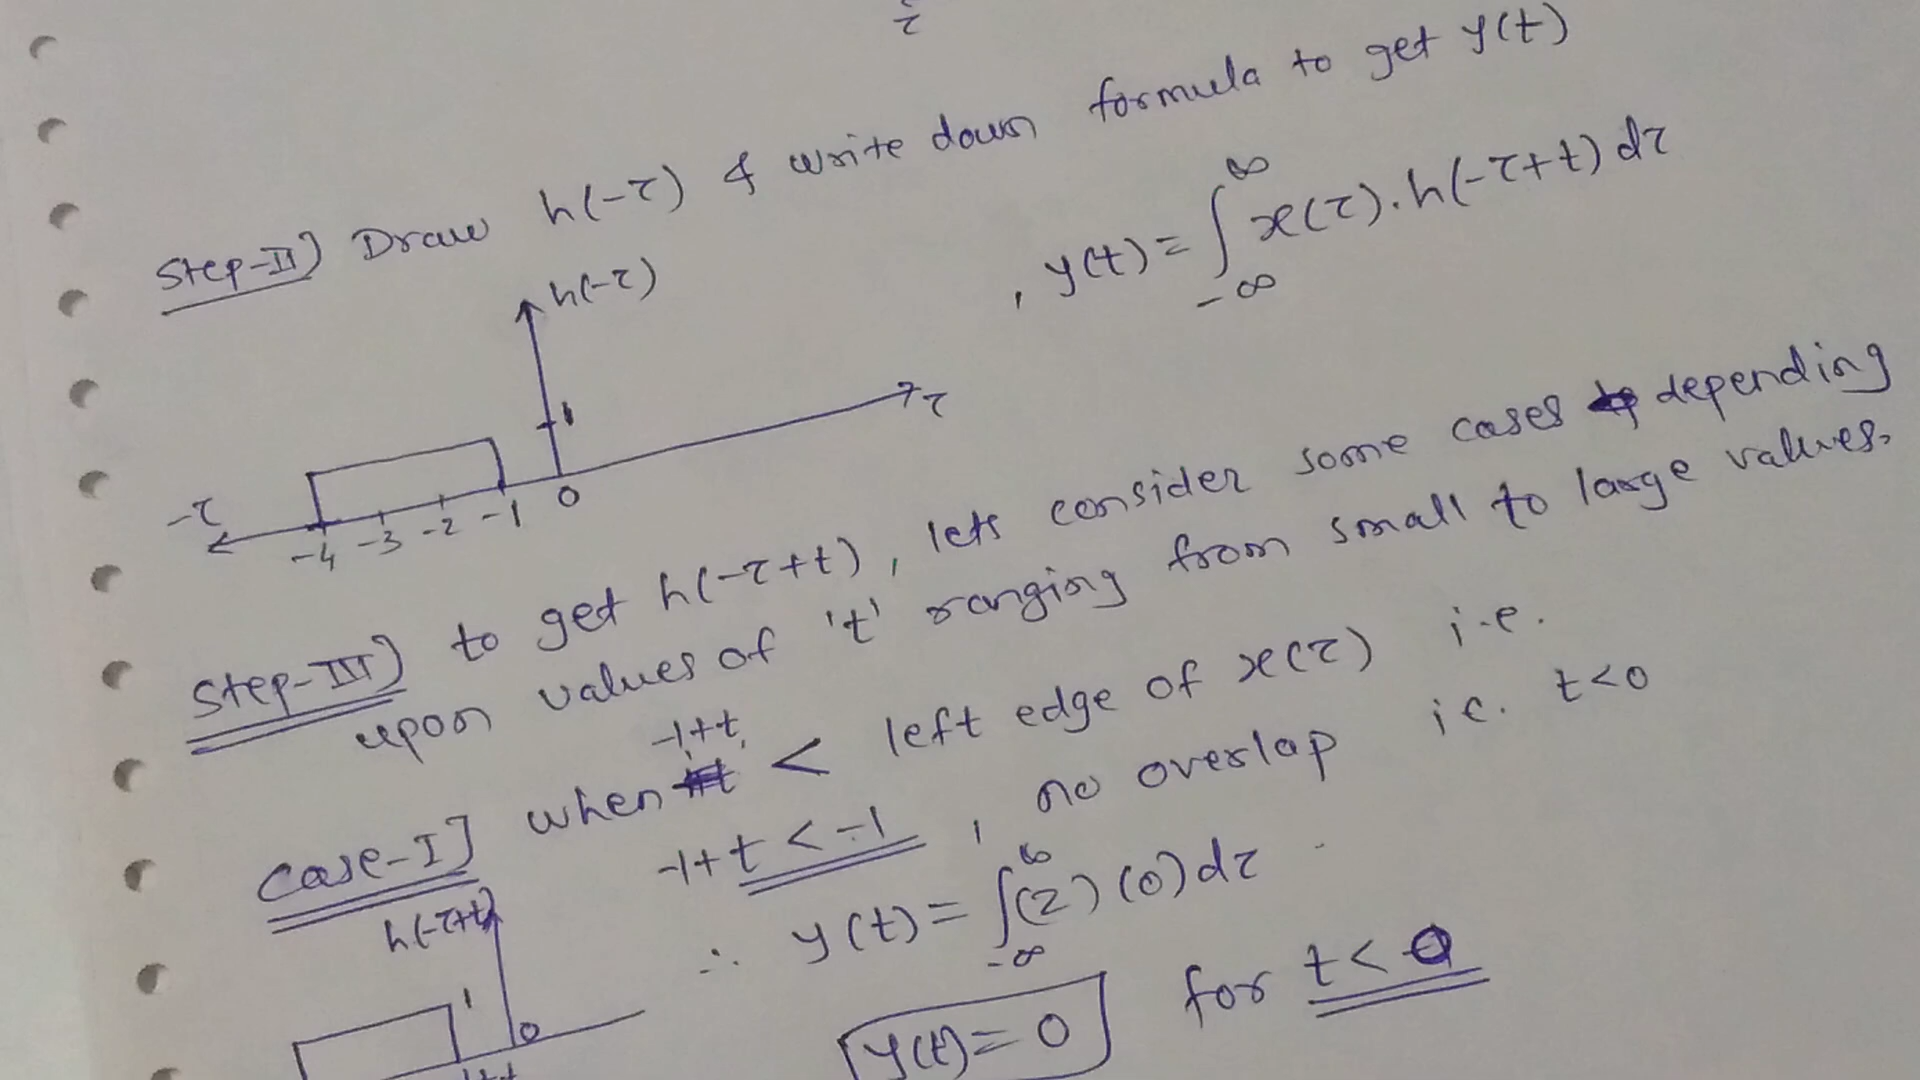 τ
Step-II) Draw h(-τ) & write down formula to get y(t)
h(-τ)
, y(t) = ∫ x(τ).h(-τ+t) dτ
∞
-∞
1
τ
-τ
-4 -3 -2 -1 0
Step-III) to get h(-τ+t), lets consider some cases depending
upon values of 't' ranging from small to large values.
Case-I] when -1+t < left edge of x(τ) i.e.
-1+t < -1 , no overlap i.e. t<0
∴ y(t) = ∫ (2) (0) dτ
∞
-∞
h(-τ+t)
1
0
y(t) = 0 for t < 0